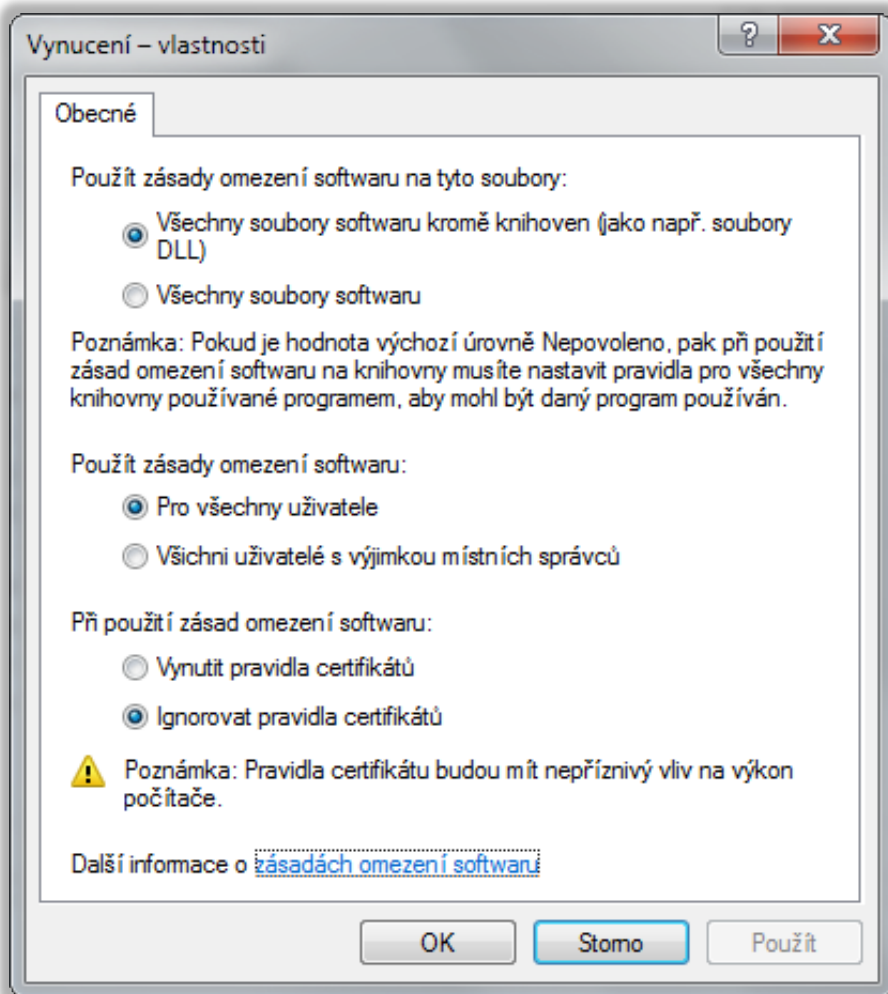 Vynucení – vlastnosti
Obecné
Použít zásady omezení softwaru na tyto soubory:
Všechny soubory softwaru kromě knihoven (jako např. soubory
DLL)
Všechny soubory softwaru
Poznámka: Pokud je hodnota výchozí úrovně Nepovoleno, pak při použití
zásad omezení softwaru na knihovny musíte nastavit pravidla pro všechny
knihovny používané programem, aby mohl být daný program používán.
Použít zásady omezení softwaru:
Pro všechny uživatele
Všichni uživatelé s výjimkou místních správců
Při použití zásad omezení softwaru:
Vynutit pravidla certifikátů
Ignorovat pravidla certifikátů
Poznámka: Pravidla certifikátu budou mít nepříznivý vliv na výkon
počítače.
Další informace o zásadách omezení softwaru
OK Storno Použít